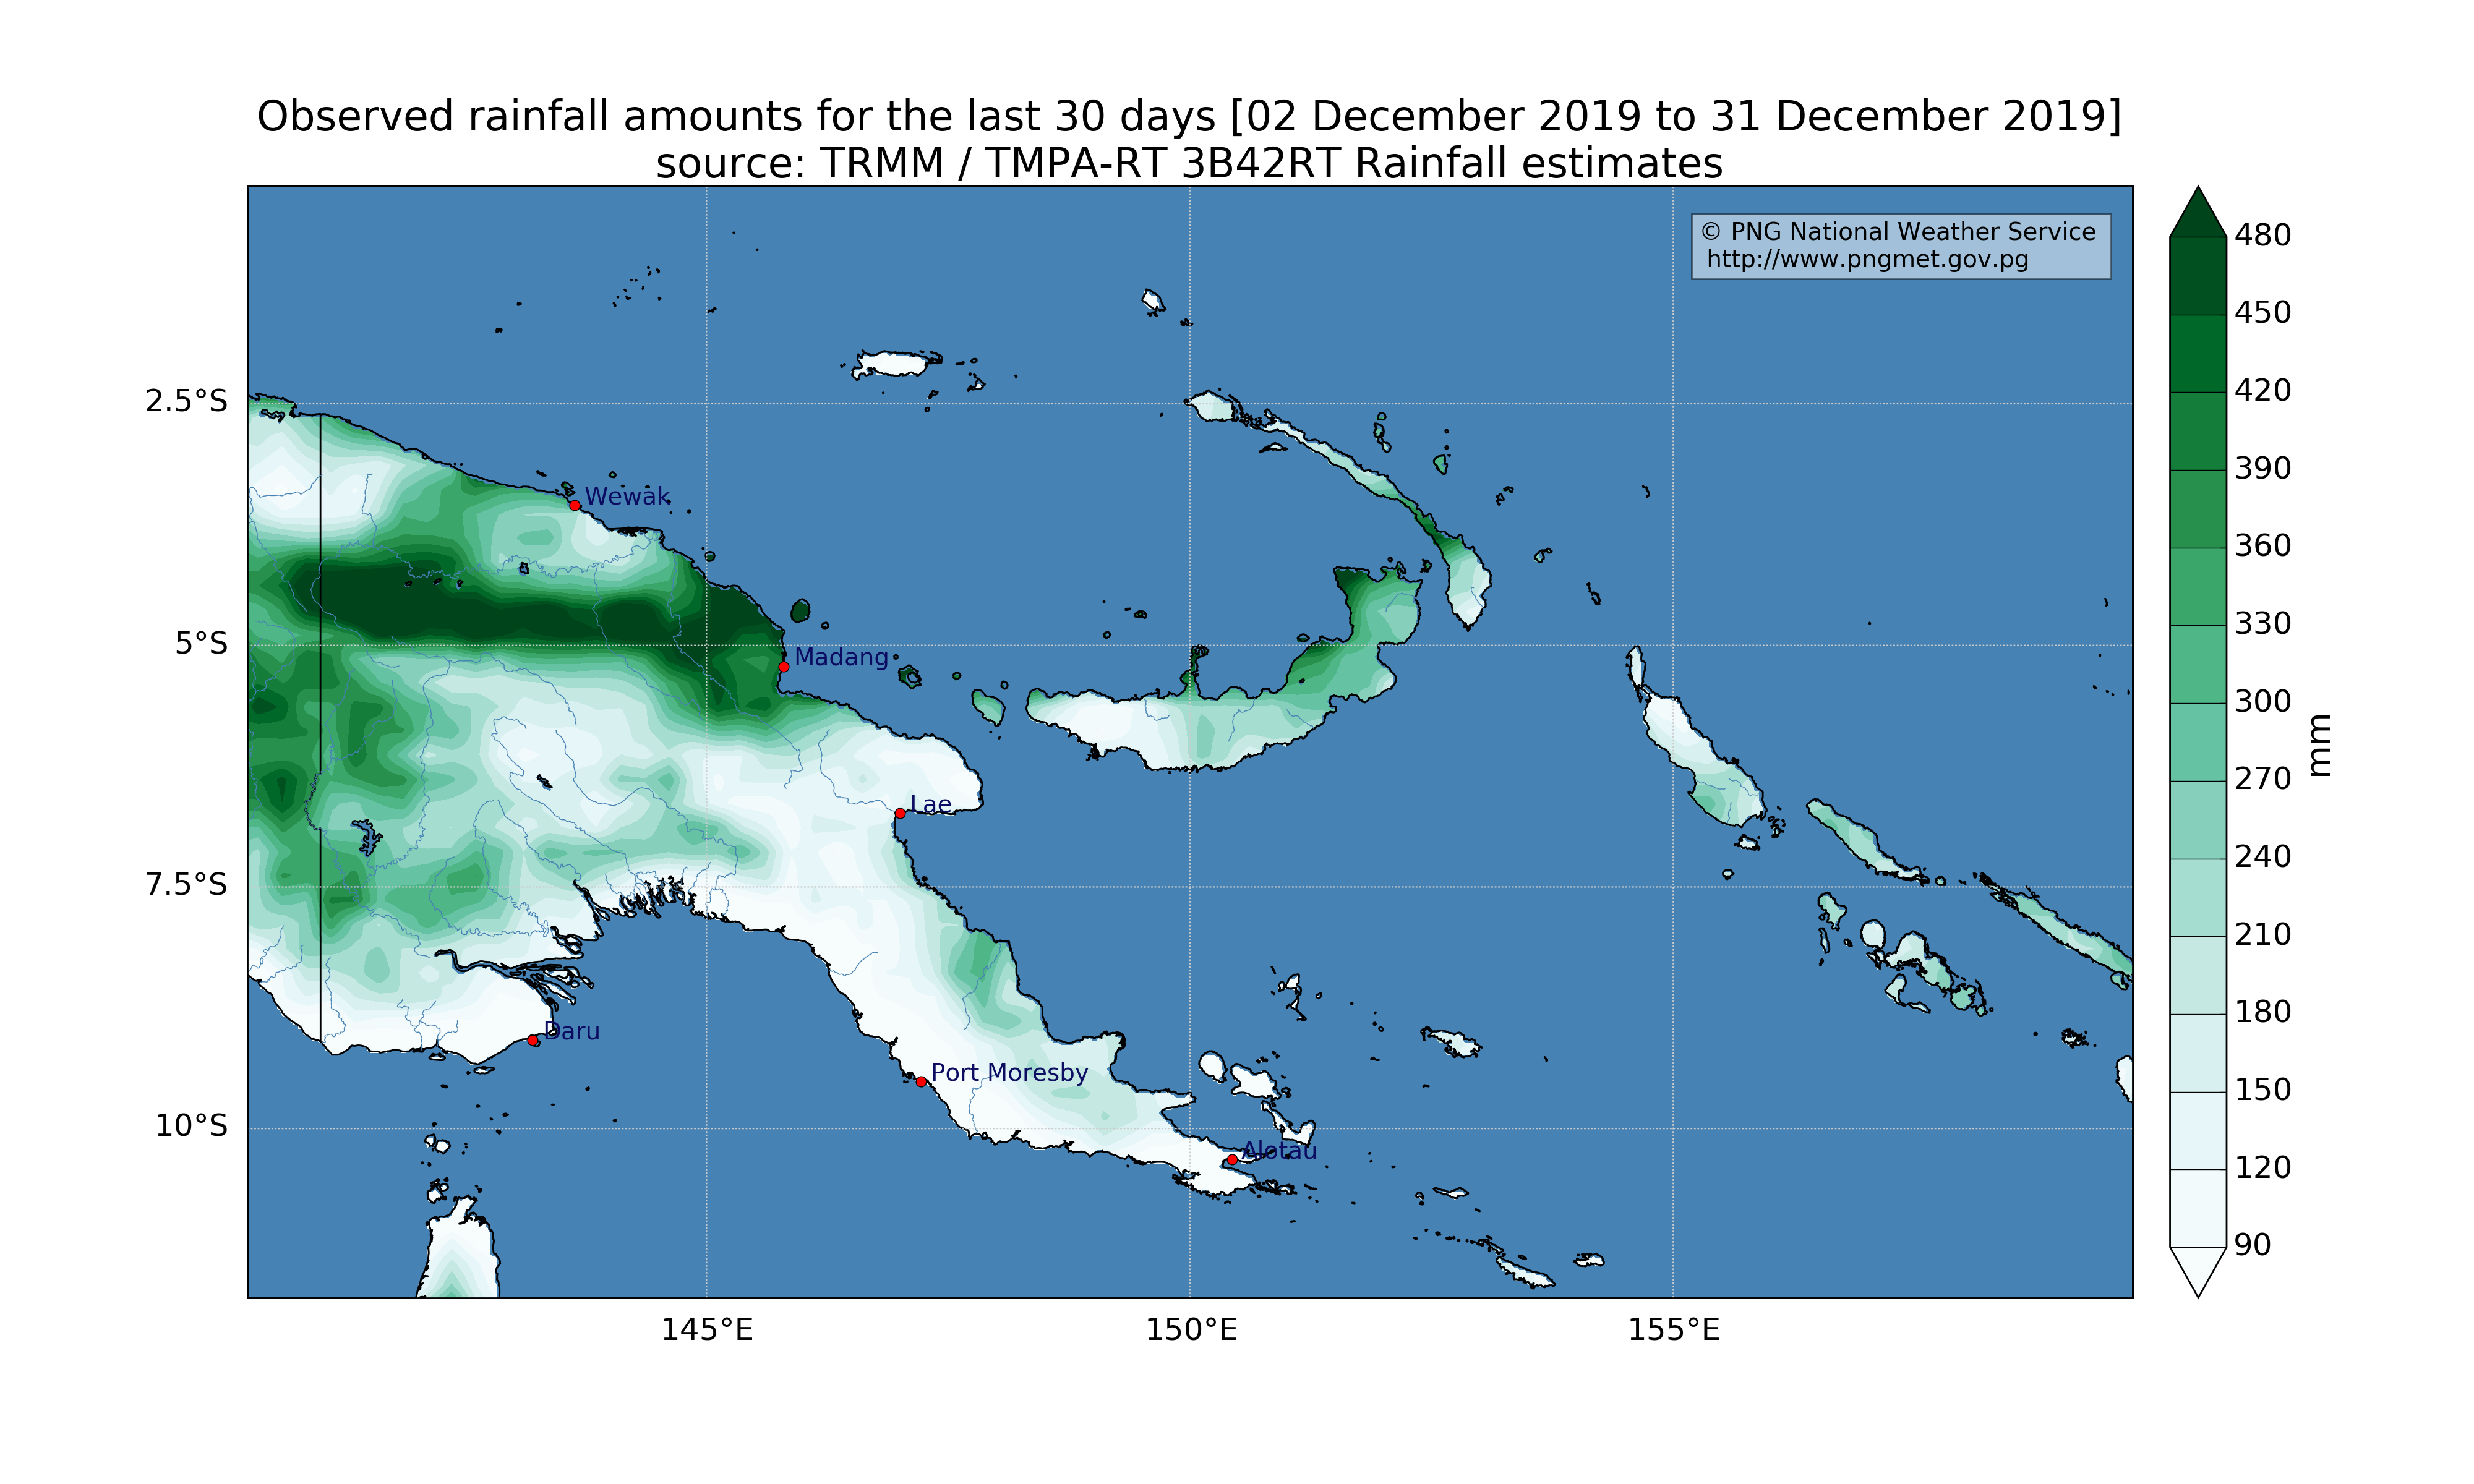 Observed rainfall amounts for the last 30 days [02 December 2019 to 31 December 2019]
source: TRMM / TMPA-RT 3B42RT Rainfall estimates
© PNG National Weather Service
http://www.pngmet.gov.pg
480
450
420
390
360
330
300
270
240
210
180
150
120
90
mm
2.5°S
5°S
7.5°S
10°S
Wewak
Madang
Lae
Daru
Port Moresby
Alotau
145°E
150°E
155°E